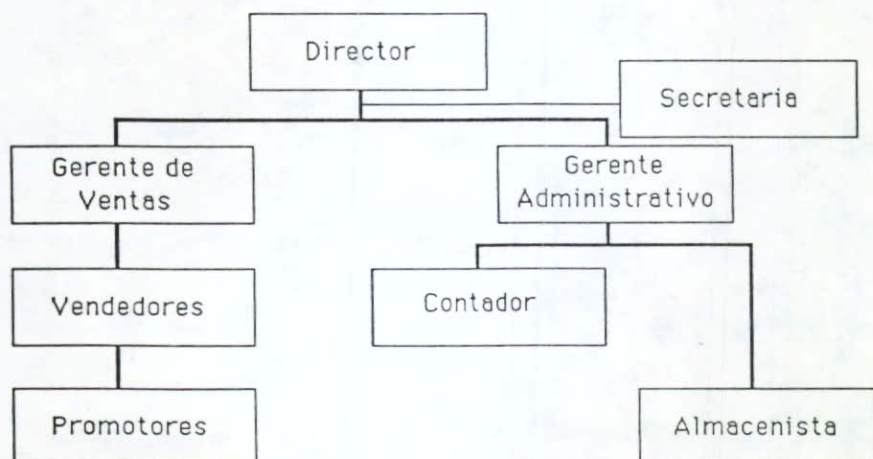 Director
Secretaria
Gerente de
Ventas
Gerente
Administrativo
Vendedores
Contador
Promotores
Almacenista